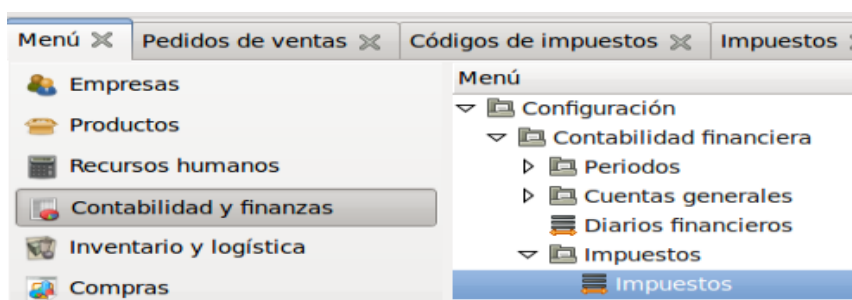 Menú Pedidos de ventas Códigos de impuestos Impuestos
Empresas
Productos
Recursos humanos
Contabilidad y finanzas
Inventario y logística
Compras
Menú
Configuración
Contabilidad financiera
Periodos
Cuentas generales
Diarios financieros
Impuestos
Impuestos